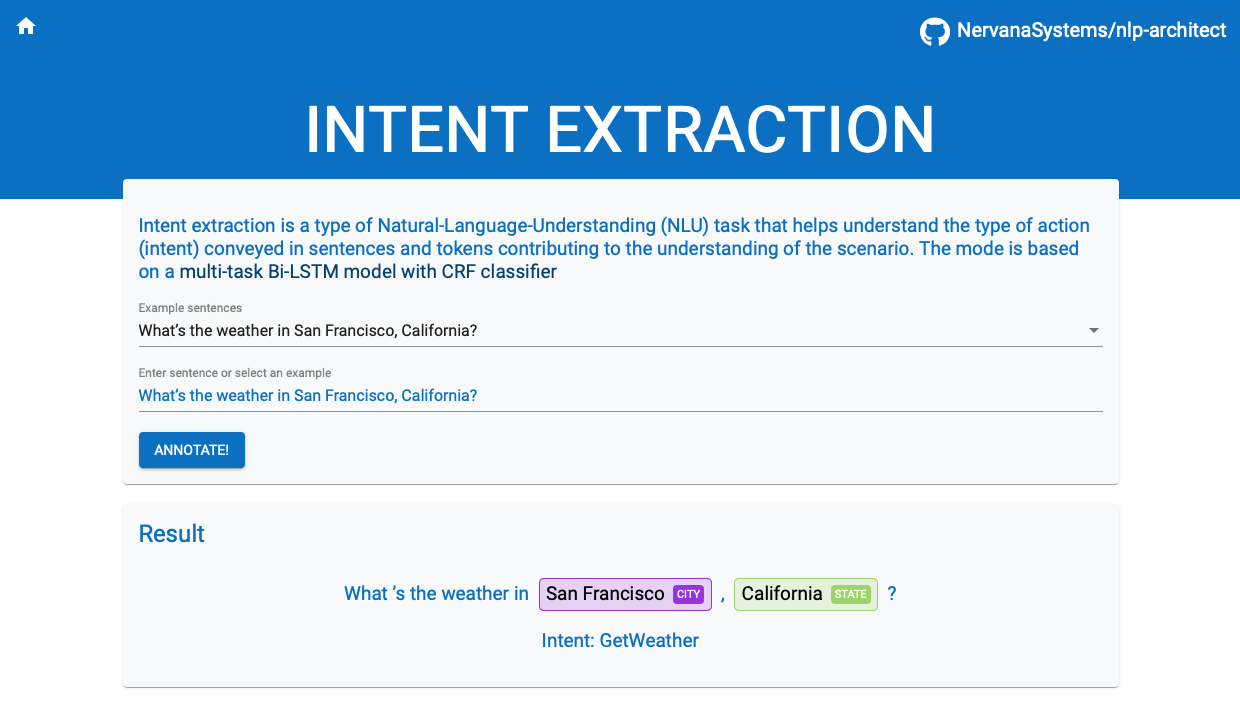 NervanaSystems/nlp-architect
INTENT EXTRACTION
Intent extraction is a type of Natural-Language-Understanding (NLU) task that helps understand the type of action
(intent) conveyed in sentences and tokens contributing to the understanding of the scenario. The mode is based
on a multi-task Bi-LSTM model with CRF classifier
Example sentences
What’s the weather in San Francisco, California?
Enter sentence or select an example
What’s the weather in San Francisco, California?
ANNOTATE!
Result
What ’s the weather in San Francisco CITY , California STATE ?
Intent: GetWeather